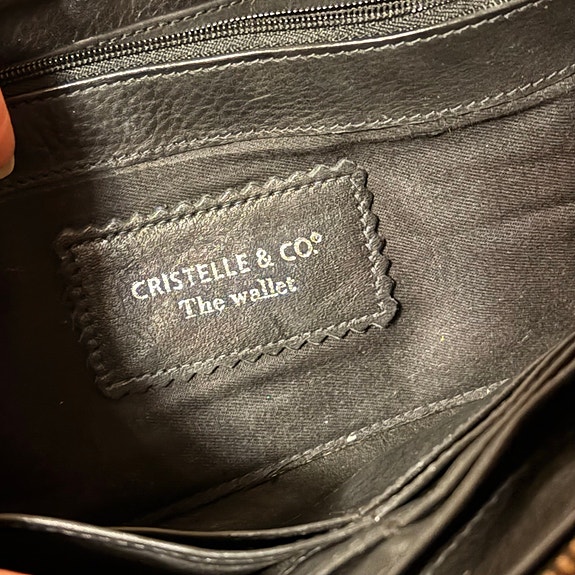 CRISTELLE & CO.®
The wallet